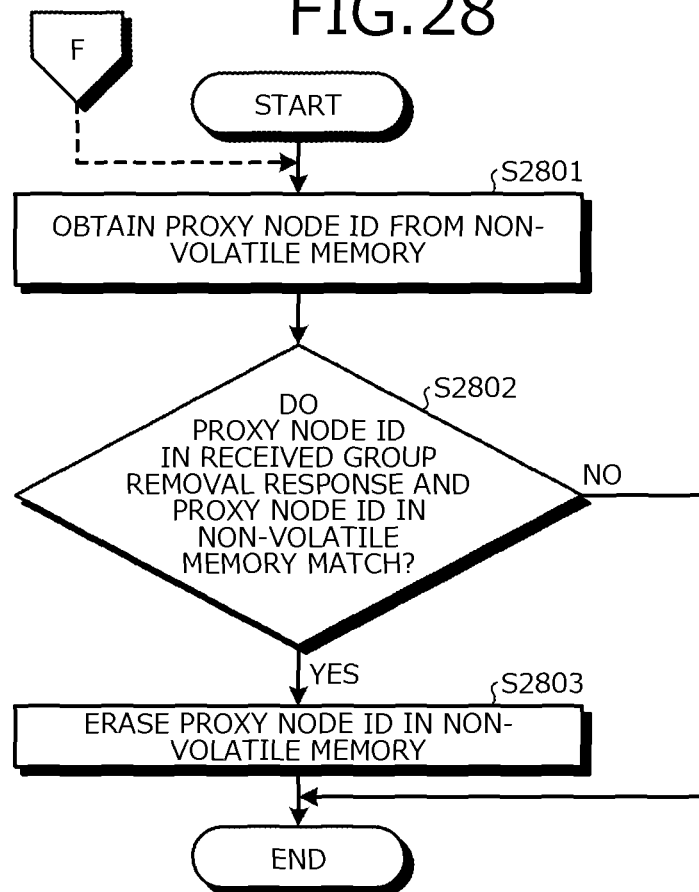 FIG.28
F
START
S2801
OBTAIN PROXY NODE ID FROM NON-
VOLATILE MEMORY
S2802
DO
PROXY NODE ID
IN RECEIVED GROUP
REMOVAL RESPONSE AND
PROXY NODE ID IN
NON-VOLATILE
MEMORY MATCH?
NO
YES
S2803
ERASE PROXY NODE ID IN NON-
VOLATILE MEMORY
END